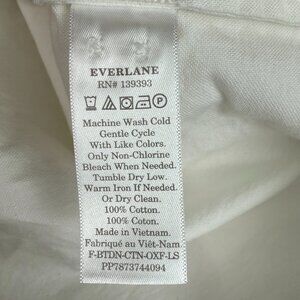 EVERLANE
RN# 139393
Machine Wash Cold
Gentle Cycle
With Like Colors.
Only Non-Chlorine
Bleach When Needed.
Tumble Dry Low.
Warm Iron If Needed.
Or Dry Clean.
100% Cotton.
100% Coton.
Made in Vietnam.
Fabriqué au Viêt-Nam.
F-BTDN-CTN-OXF-LS
PP7873744094